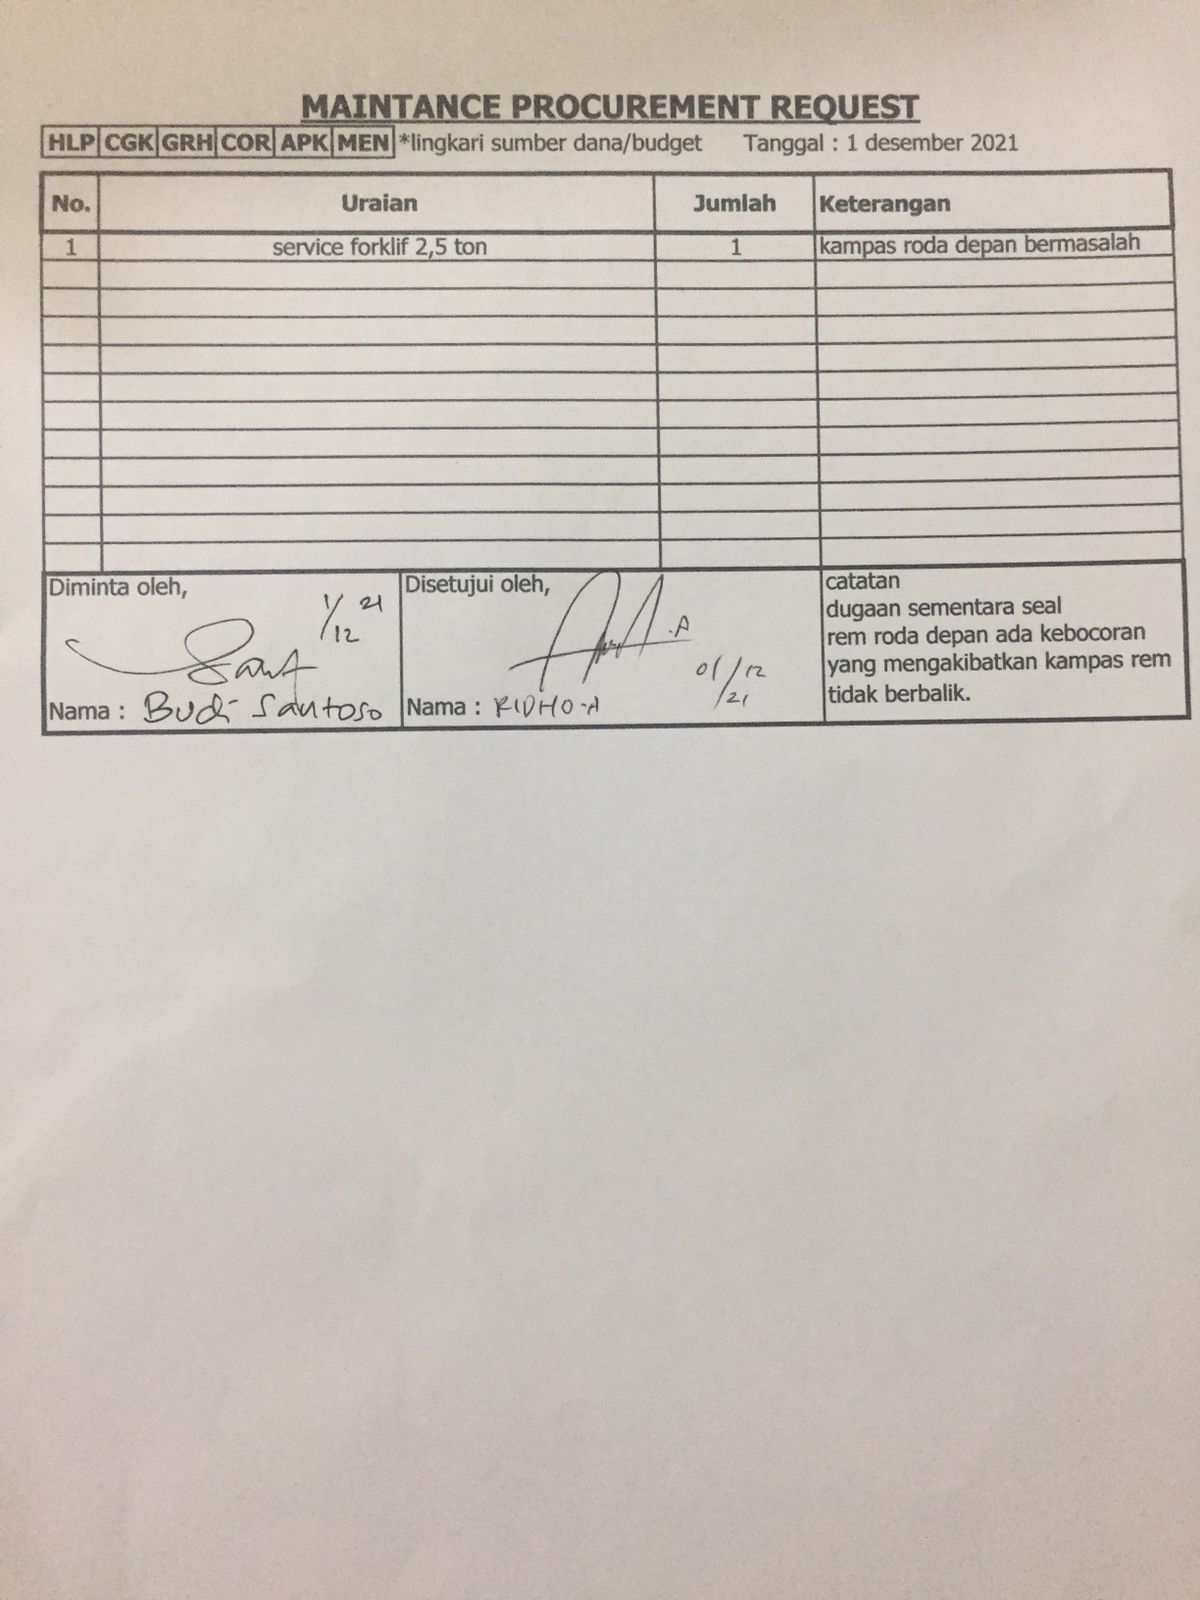 MAINTANCE PROCUREMENT REQUEST
HLP CGK GRH COR APK MEN *lingkari sumber dana/budget Tanggal : 1 desember 2021
No. Uraian Jumlah Keterangan
1 service forklif 2,5 ton 1 kampas roda depan bermasalah
Diminta oleh,
1/12 21
Nama : Budi Santoso
Disetujui oleh,
01/12/21
Nama : RIDHO-A
catatan
dugaan sementara seal
rem roda depan ada kebocoran
yang mengakibatkan kampas rem
tidak berbalik.